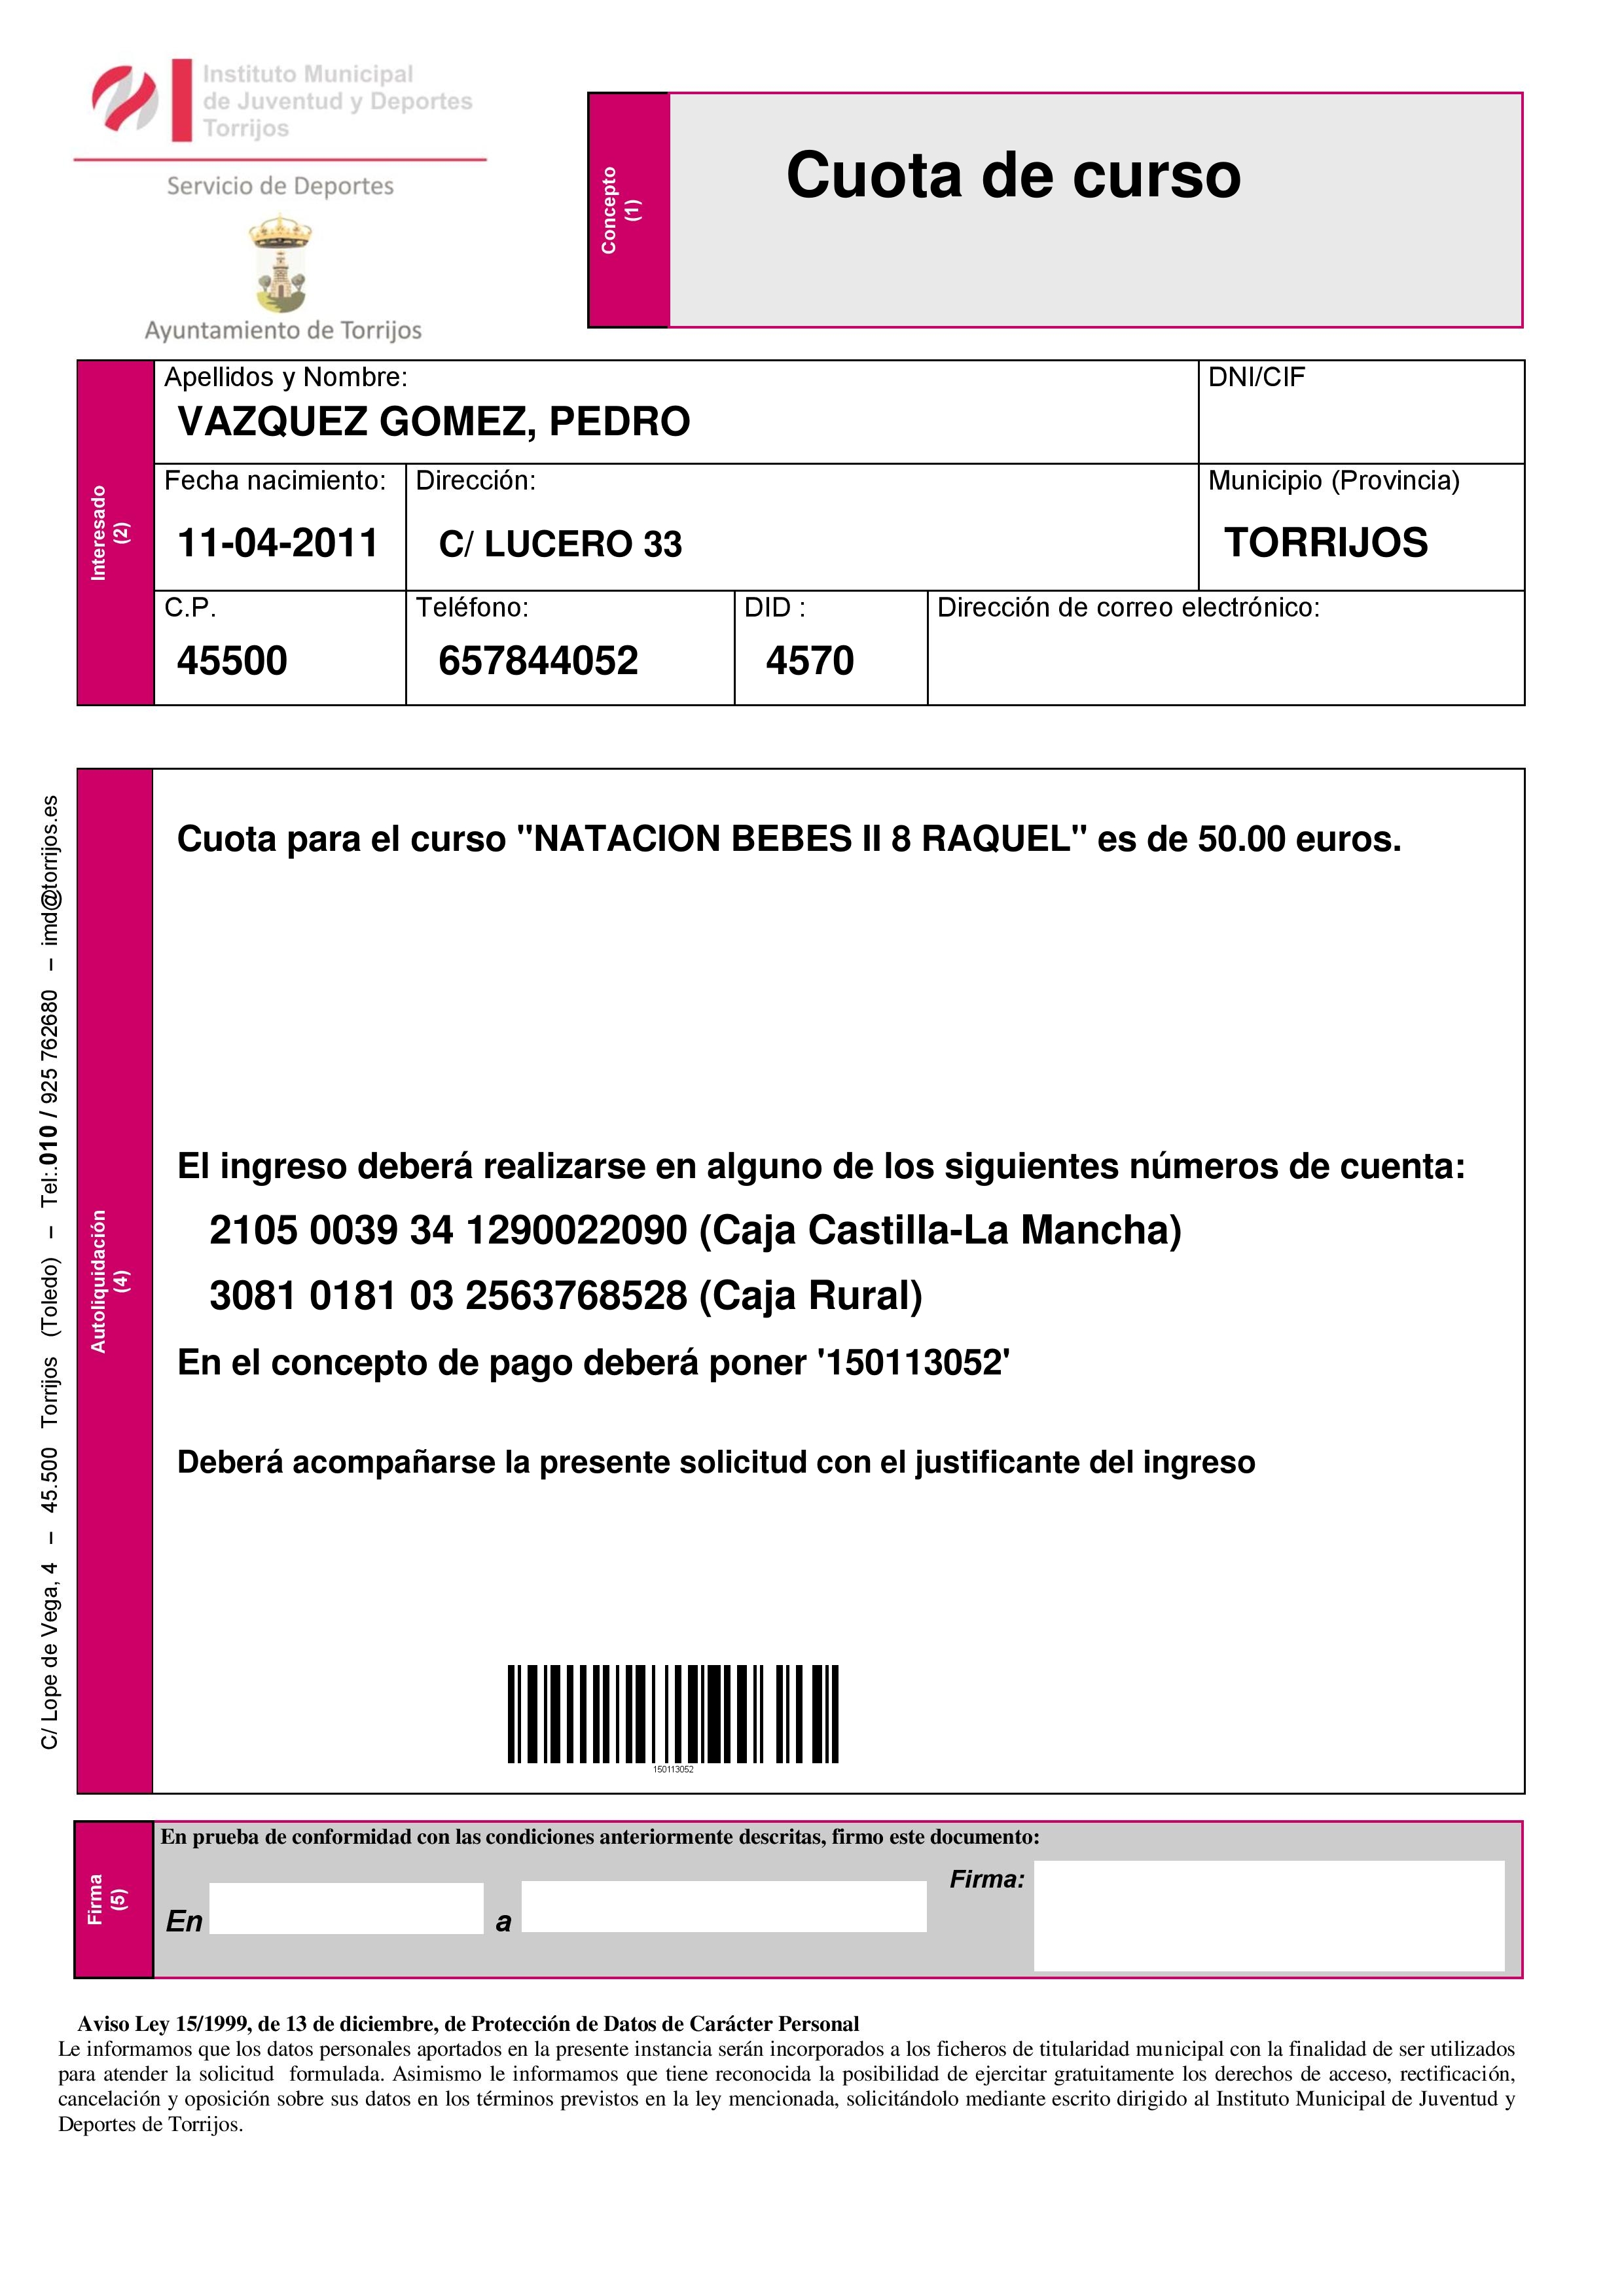 Instituto Municipal
de Juventud y Deportes
Torrijos
Servicio de Deportes
Ayuntamiento de Torrijos
Concepto
(1)
Cuota de curso
Interesado
(2)
Apellidos y Nombre:
VAZQUEZ GOMEZ, PEDRO
DNI/CIF
Fecha nacimiento:
11-04-2011
Dirección:
C/ LUCERO 33
Municipio (Provincia)
TORRIJOS
C.P.
45500
Teléfono:
657844052
DID :
4570
Dirección de correo electrónico:
C/ Lope de Vega, 4 – 45.500 Torrijos (Toledo) – Tel:.010 / 925 762680 – imd@torrijos.es
Autoliquidación
(4)
Cuota para el curso "NATACION BEBES II 8 RAQUEL" es de 50.00 euros.
El ingreso deberá realizarse en alguno de los siguientes números de cuenta:
2105 0039 34 1290022090 (Caja Castilla-La Mancha)
3081 0181 03 2563768528 (Caja Rural)
En el concepto de pago deberá poner '150113052'
Deberá acompañarse la presente solicitud con el justificante del ingreso
150113052
Firma
(5)
En prueba de conformidad con las condiciones anteriormente descritas, firmo este documento:
En
a
Firma:
Aviso Ley 15/1999, de 13 de diciembre, de Protección de Datos de Carácter Personal
Le informamos que los datos personales aportados en la presente instancia serán incorporados a los ficheros de titularidad municipal con la finalidad de ser utilizados
para atender la solicitud formulada. Asimismo le informamos que tiene reconocida la posibilidad de ejercitar gratuitamente los derechos de acceso, rectificación,
cancelación y oposición sobre sus datos en los términos previstos en la ley mencionada, solicitándolo mediante escrito dirigido al Instituto Municipal de Juventud y
Deportes de Torrijos.